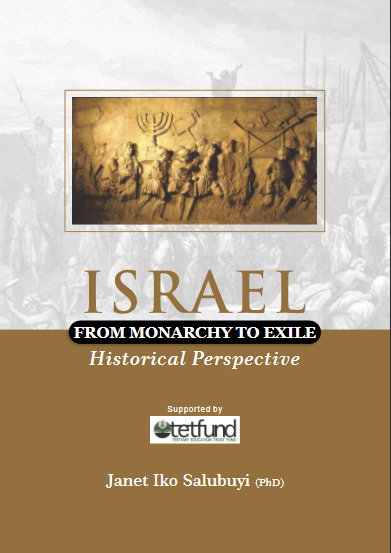 ISRAEL
FROM MONARCHY TO EXILE
Historical Perspective
Supported by
tetfund
TERTIARY EDUCATION TRUST FUND
Janet Iko Salubuyi (PhD)